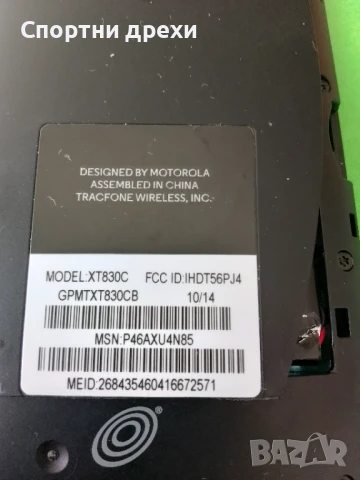 Спортни дрехи
DESIGNED BY MOTOROLA
ASSEMBLED IN CHINA
TRACFONE WIRELESS, INC.
MODEL:XT830C FCC ID:IHDT56PJ4
GPMTXT830CB 10/14
MSN:P46AXU4N85
MEID:268435460416672571
BAZAR